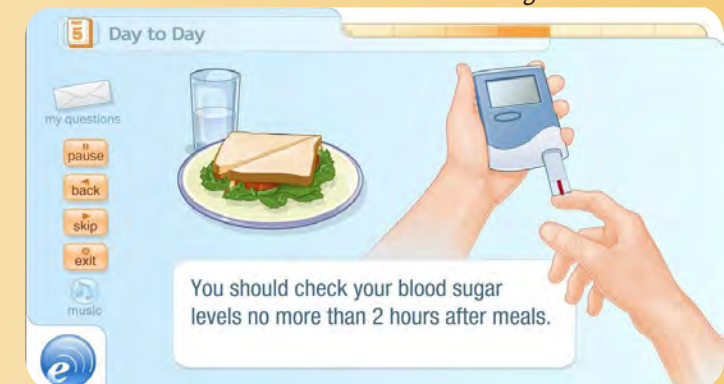 5 Day to Day
my questions
pause
back
skip
exit
music
You should check your blood sugar
levels no more than 2 hours after meals.
e